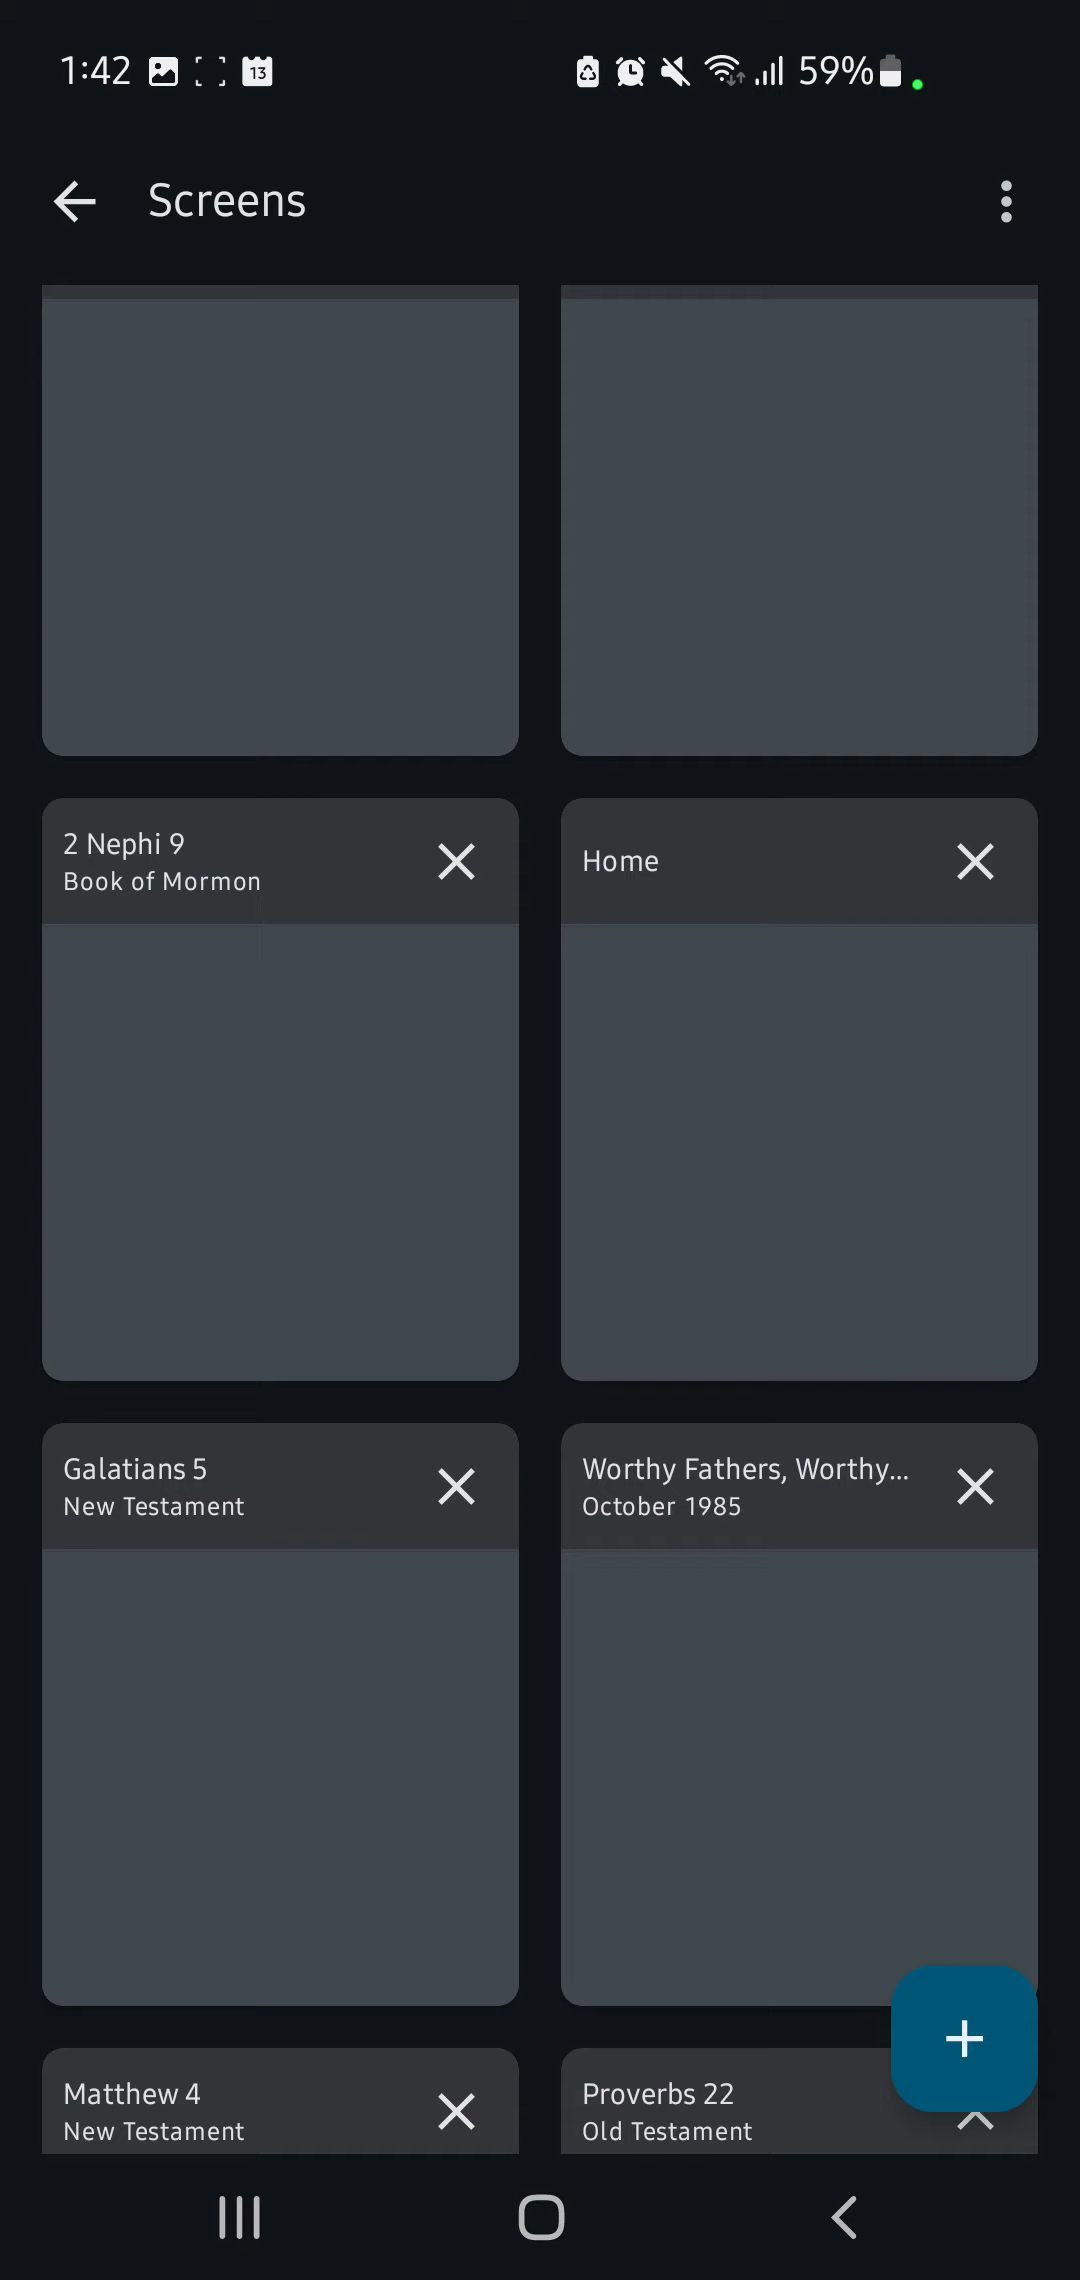 1:42
13
59%
Screens
2 Nephi 9
Book of Mormon
Home
Galatians 5
New Testament
Worthy Fathers, Worthy...
October 1985
Matthew 4
New Testament
Proverbs 22
Old Testament